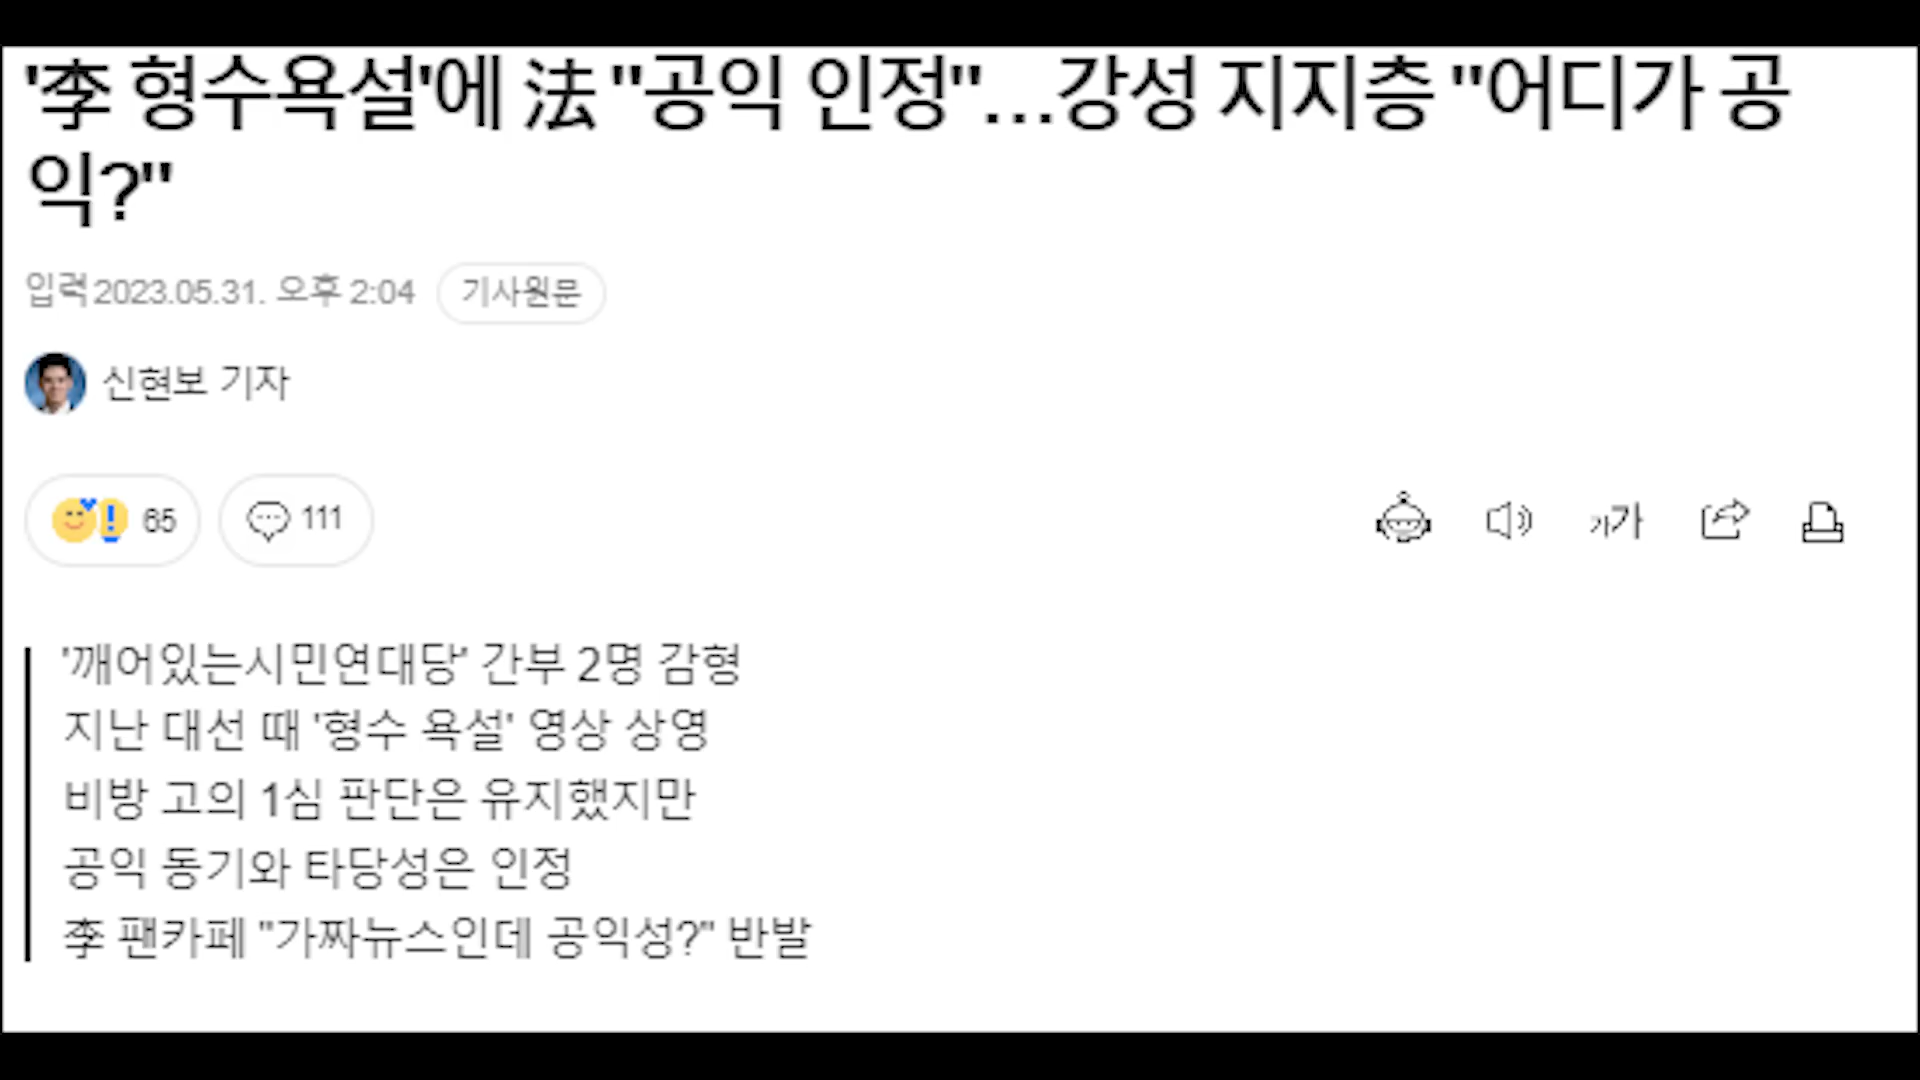 '李 형수욕설'에 法 "공익 인정"…강성 지지층 "어디가 공
익?"
입력 2023.05.31. 오후 2:04 기사원문
신현보 기자
65 111 가가
'깨어있는시민연대당' 간부 2명 감형
지난 대선 때 '형수 욕설' 영상 상영
비방 고의 1심 판단은 유지했지만
공익 동기와 타당성은 인정
李 팬카페 "가짜뉴스인데 공익성?" 반발